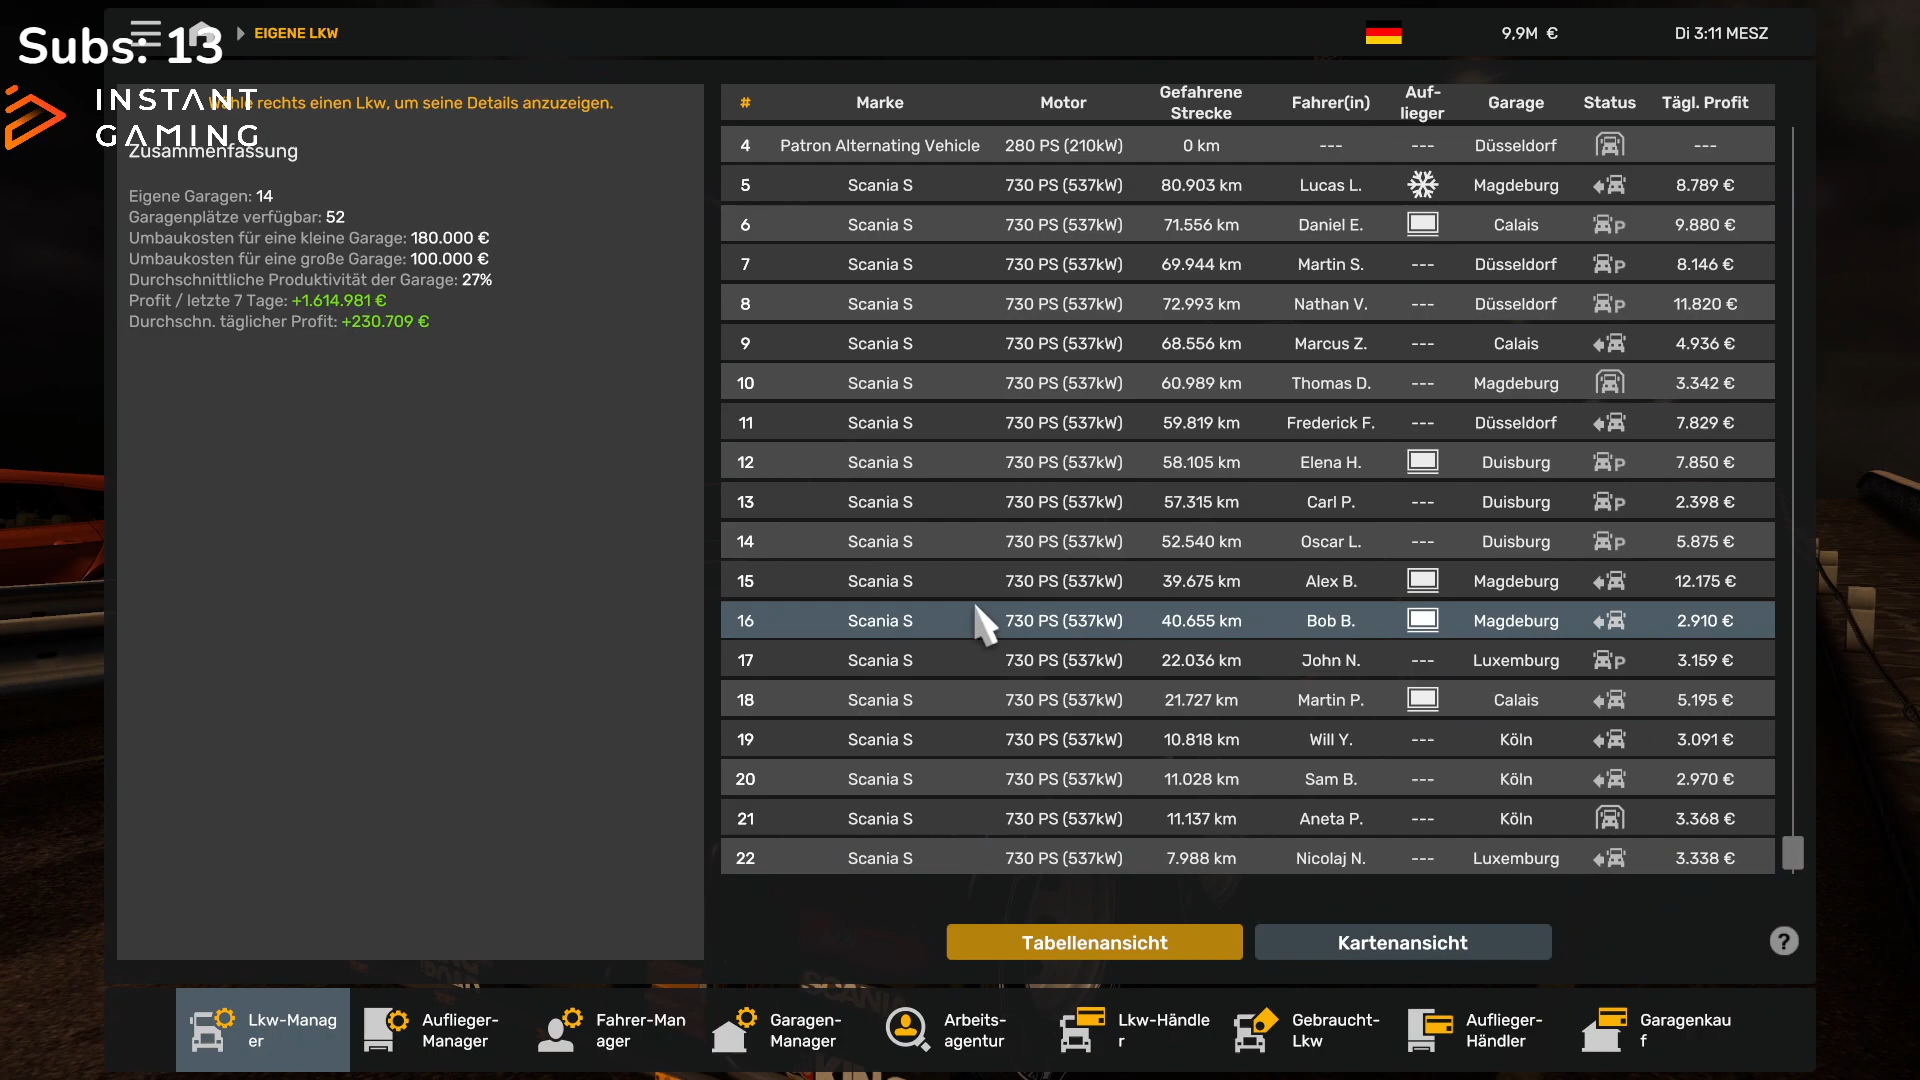 Subs: 13
EIGENE LKW
9,9M €
Di 3:11 MESZ
INSTANT
GAMING
Wähle rechts einen Lkw, um seine Details anzuzeigen.
Zusammenfassung
Eigene Garagen: 14
Garagenplätze verfügbar: 52
Umbaukosten für eine kleine Garage: 180.000 €
Umbaukosten für eine große Garage: 100.000 €
Durchschnittliche Produktivität der Garage: 27%
Profit / letzte 7 Tage: +1.614.981 €
Durchschn. täglicher Profit: +230.709 €
# Marke Motor Gefahrene Strecke Fahrer(in) Auf-lieger Garage Status Tägl. Profit
4 Patron Alternating Vehicle 280 PS (210kW) 0 km --- --- Düsseldorf ---
5 Scania S 730 PS (537kW) 80.903 km Lucas L. Magdeburg 8.789 €
6 Scania S 730 PS (537kW) 71.556 km Daniel E. Calais P 9.880 €
7 Scania S 730 PS (537kW) 69.944 km Martin S. --- Düsseldorf P 8.146 €
8 Scania S 730 PS (537kW) 72.993 km Nathan V. --- Düsseldorf P 11.820 €
9 Scania S 730 PS (537kW) 68.556 km Marcus Z. --- Calais 4.936 €
10 Scania S 730 PS (537kW) 60.989 km Thomas D. --- Magdeburg 3.342 €
11 Scania S 730 PS (537kW) 59.819 km Frederick F. --- Düsseldorf 7.829 €
12 Scania S 730 PS (537kW) 58.105 km Elena H. Duisburg P 7.850 €
13 Scania S 730 PS (537kW) 57.315 km Carl P. --- Duisburg P 2.398 €
14 Scania S 730 PS (537kW) 52.540 km Oscar L. --- Duisburg P 5.875 €
15 Scania S 730 PS (537kW) 39.675 km Alex B. Magdeburg 12.175 €
16 Scania S 730 PS (537kW) 40.655 km Bob B. Magdeburg 2.910 €
17 Scania S 730 PS (537kW) 22.036 km John N. --- Luxemburg P 3.159 €
18 Scania S 730 PS (537kW) 21.727 km Martin P. Calais 5.195 €
19 Scania S 730 PS (537kW) 10.818 km Will Y. --- Köln 3.091 €
20 Scania S 730 PS (537kW) 11.028 km Sam B. --- Köln 2.970 €
21 Scania S 730 PS (537kW) 11.137 km Aneta P. --- Köln 3.368 €
22 Scania S 730 PS (537kW) 7.988 km Nicolaj N. --- Luxemburg 3.338 €
Tabellenansicht
Kartenansicht
?
Lkw-Manag
er
Auflieger-
Manager
Fahrer-Man
ager
Garagen-
Manager
Arbeits-
agentur
Lkw-Händle
r
Gebraucht-
Lkw
Auflieger-
Händler
Garagenkau
f